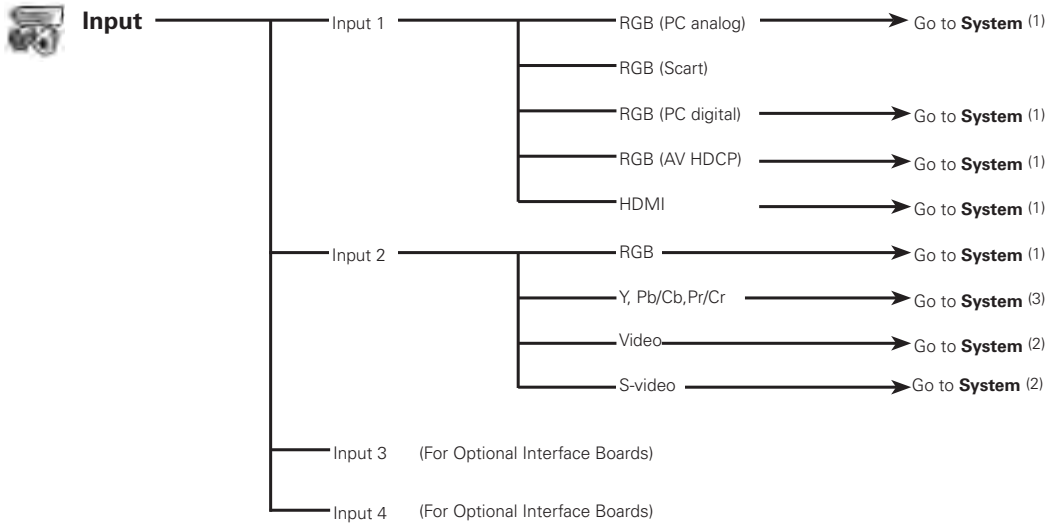 Input
Input 1
RGB (PC analog)
Go to System (1)
RGB (Scart)
RGB (PC digital)
Go to System (1)
RGB (AV HDCP)
Go to System (1)
HDMI
Go to System (1)
Input 2
RGB
Go to System (1)
Y, Pb/Cb,Pr/Cr
Go to System (3)
Video
Go to System (2)
S-video
Go to System (2)
Input 3
(For Optional Interface Boards)
Input 4
(For Optional Interface Boards)